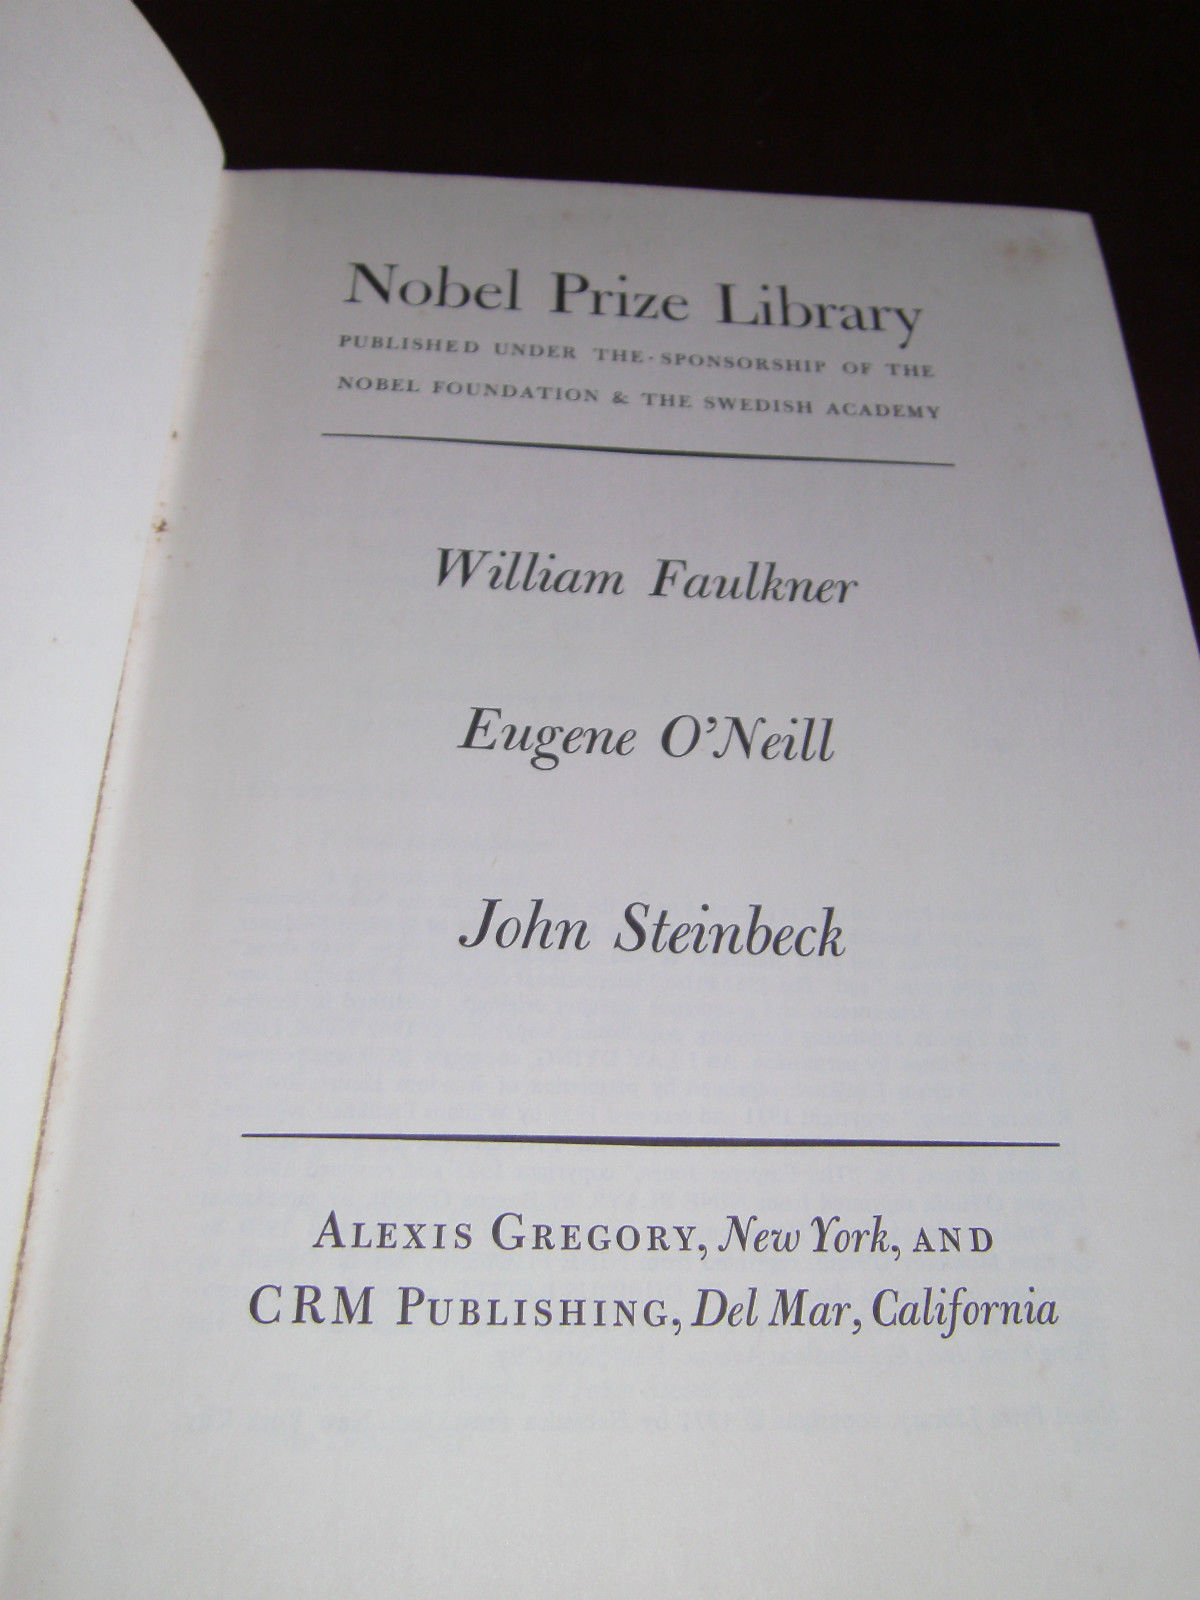 Nobel Prize Library
PUBLISHED UNDER THE·SPONSORSHIP OF THE
NOBEL FOUNDATION & THE SWEDISH ACADEMY
William Faulkner
Eugene O'Neill
John Steinbeck
ALEXIS GREGORY, New York, AND
CRM PUBLISHING, Del Mar, California